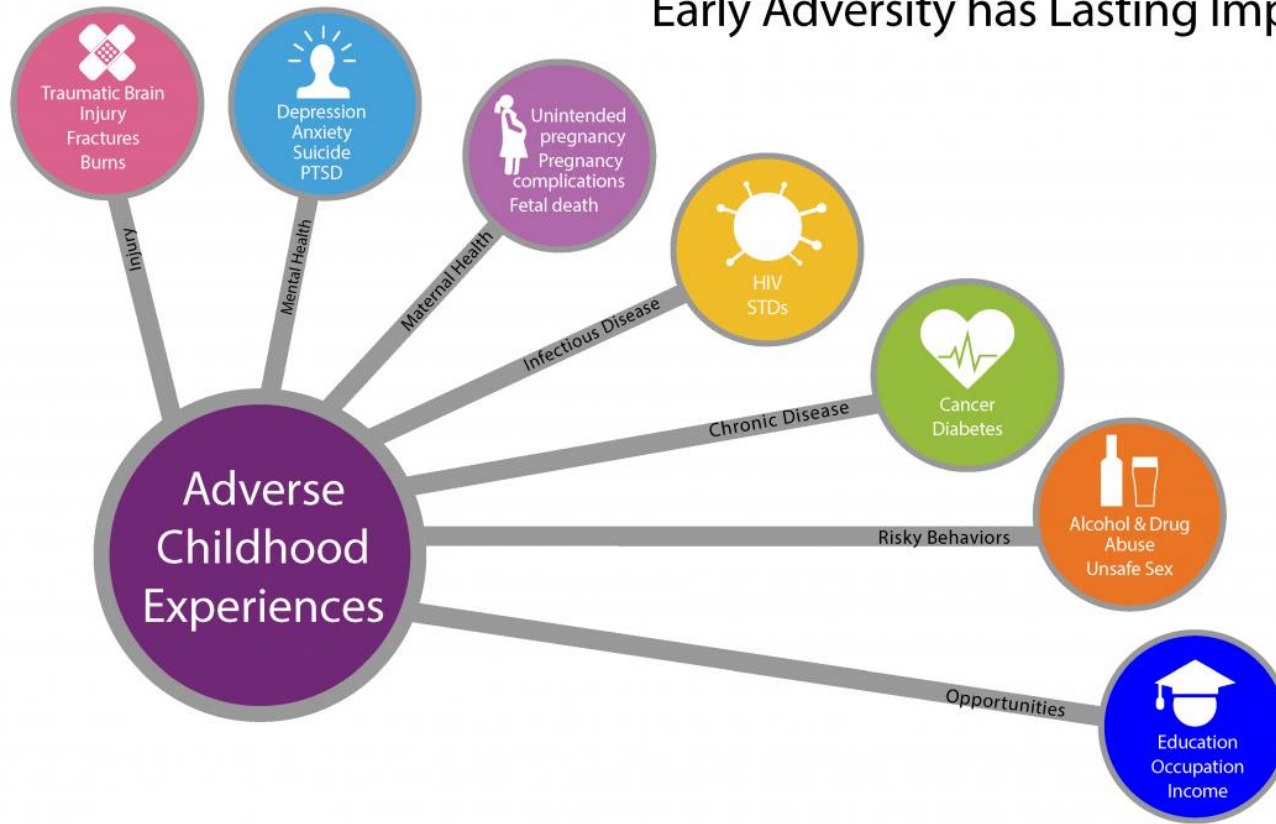 Early Adversity has Lasting Imp
Traumatic Brain
Injury
Fractures
Burns
Injury
Depression
Anxiety
Suicide
PTSD
Mental Health
Unintended
pregnancy
Pregnancy
complications
Fetal death
Maternal Health
HIV
STDs
Infectious Disease
Cancer
Diabetes
Chronic Disease
Alcohol & Drug
Abuse
Unsafe Sex
Risky Behaviors
Education
Occupation
Income
Opportunities
Adverse
Childhood
Experiences